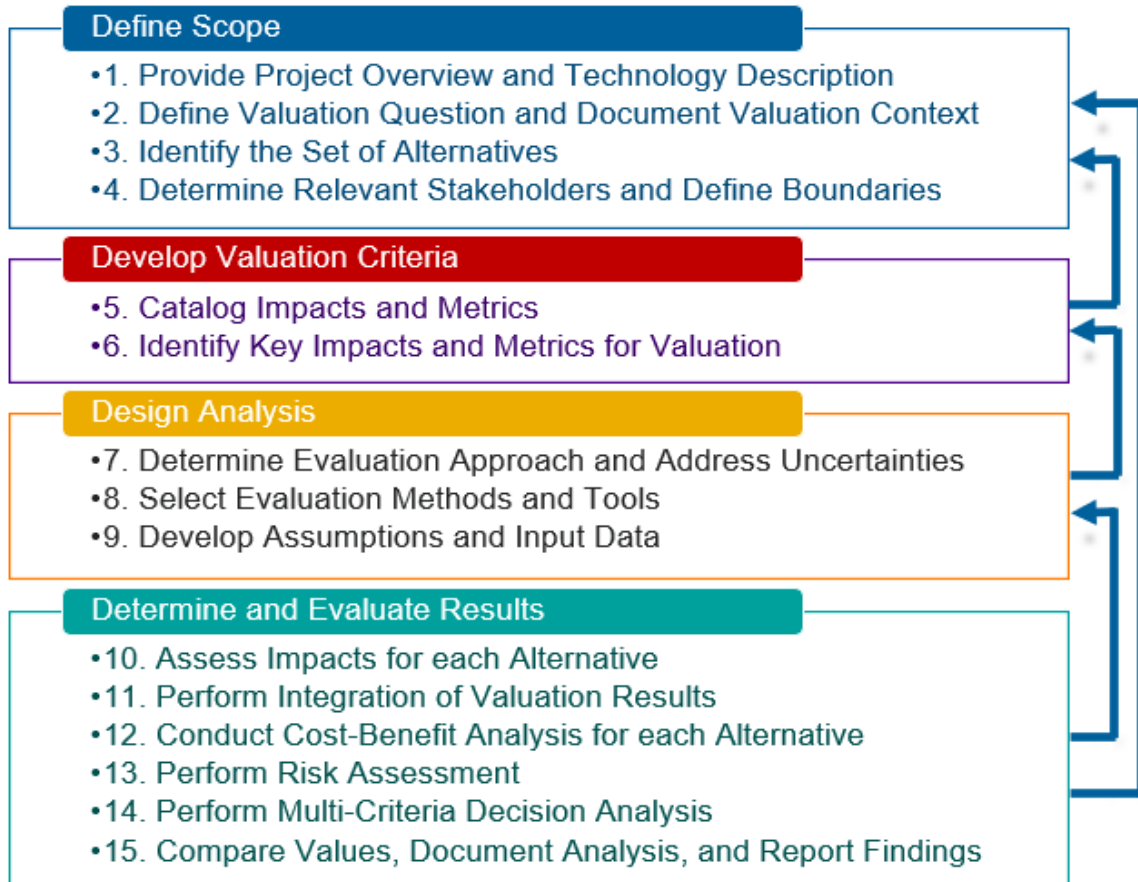 Define Scope
•1. Provide Project Overview and Technology Description
•2. Define Valuation Question and Document Valuation Context
•3. Identify the Set of Alternatives
•4. Determine Relevant Stakeholders and Define Boundaries
Develop Valuation Criteria
•5. Catalog Impacts and Metrics
•6. Identify Key Impacts and Metrics for Valuation
Design Analysis
•7. Determine Evaluation Approach and Address Uncertainties
•8. Select Evaluation Methods and Tools
•9. Develop Assumptions and Input Data
Determine and Evaluate Results
•10. Assess Impacts for each Alternative
•11. Perform Integration of Valuation Results
•12. Conduct Cost-Benefit Analysis for each Alternative
•13. Perform Risk Assessment
•14. Perform Multi-Criteria Decision Analysis
•15. Compare Values, Document Analysis, and Report Findings